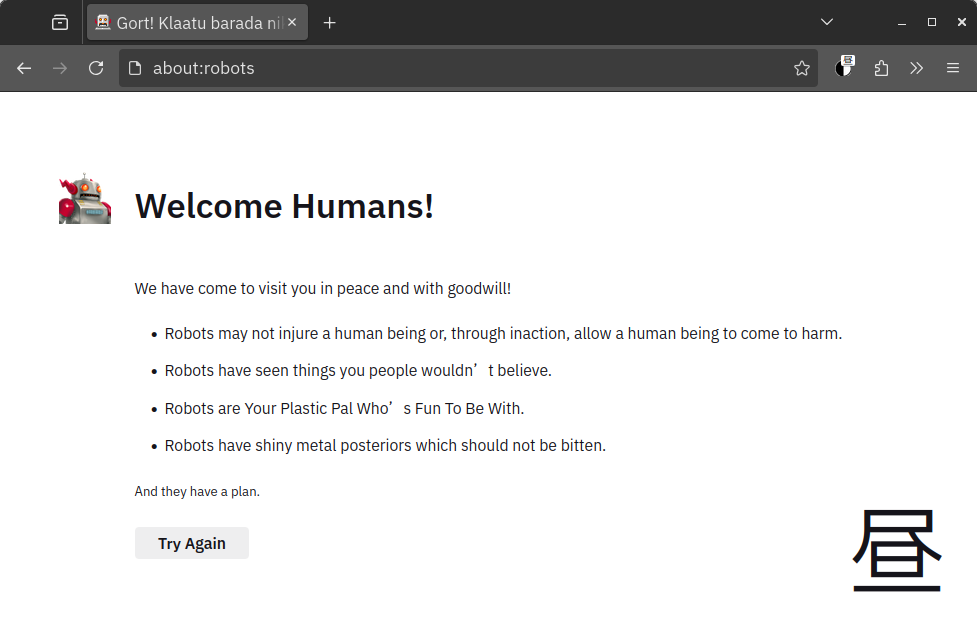 Gort! Klaatu barada nil
about:robots
昼
Welcome Humans!
We have come to visit you in peace and with goodwill!
• Robots may not injure a human being or, through inaction, allow a human being to come to harm.
• Robots have seen things you people wouldn’t believe.
• Robots are Your Plastic Pal Who’s Fun To Be With.
• Robots have shiny metal posteriors which should not be bitten.
And they have a plan.
Try Again
昼